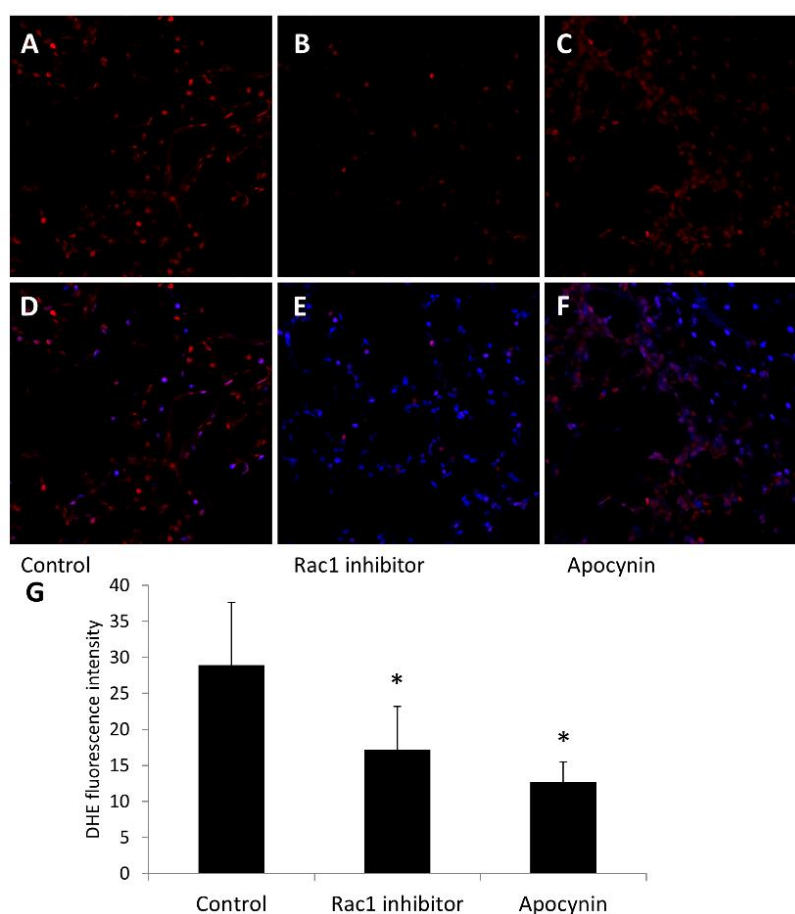 A B C
D E F
Control Rac1 inhibitor Apocynin
G
DHE fluorescence intensity
40
35
30
25
20
15
10
5
0
*
*
Control Rac1 inhibitor Apocynin